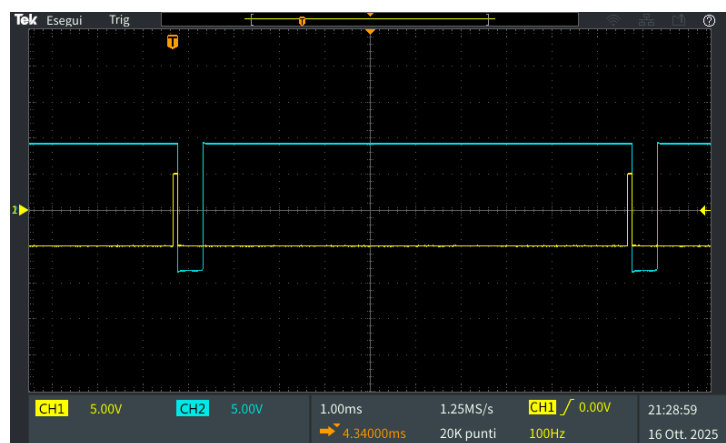 Tek Esegui Trig
T
T
1
CH1 5.00V CH2 5.00V 1.00ms 1.25MS/s CH1 0.00V 21:28:59
4.34000ms 20K punti 100Hz 16 Ott. 2025